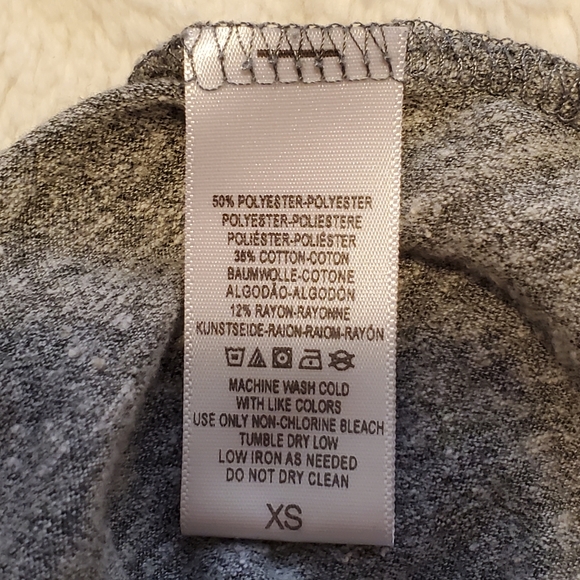 50% POLYESTER-POLYESTER
POLYESTER-POLIESTERE
POLIÉSTER-POLIÉSTER
38% COTTON-COTON
BAUMWOLLE-COTONE
ALGODÃO-ALGODÓN
12% RAYON-RAYONNE
KUNSTSEIDE-RAION-RAIOM-RAYÓN
MACHINE WASH COLD
WITH LIKE COLORS
USE ONLY NON-CHLORINE BLEACH
TUMBLE DRY LOW
LOW IRON AS NEEDED
DO NOT DRY CLEAN
XS